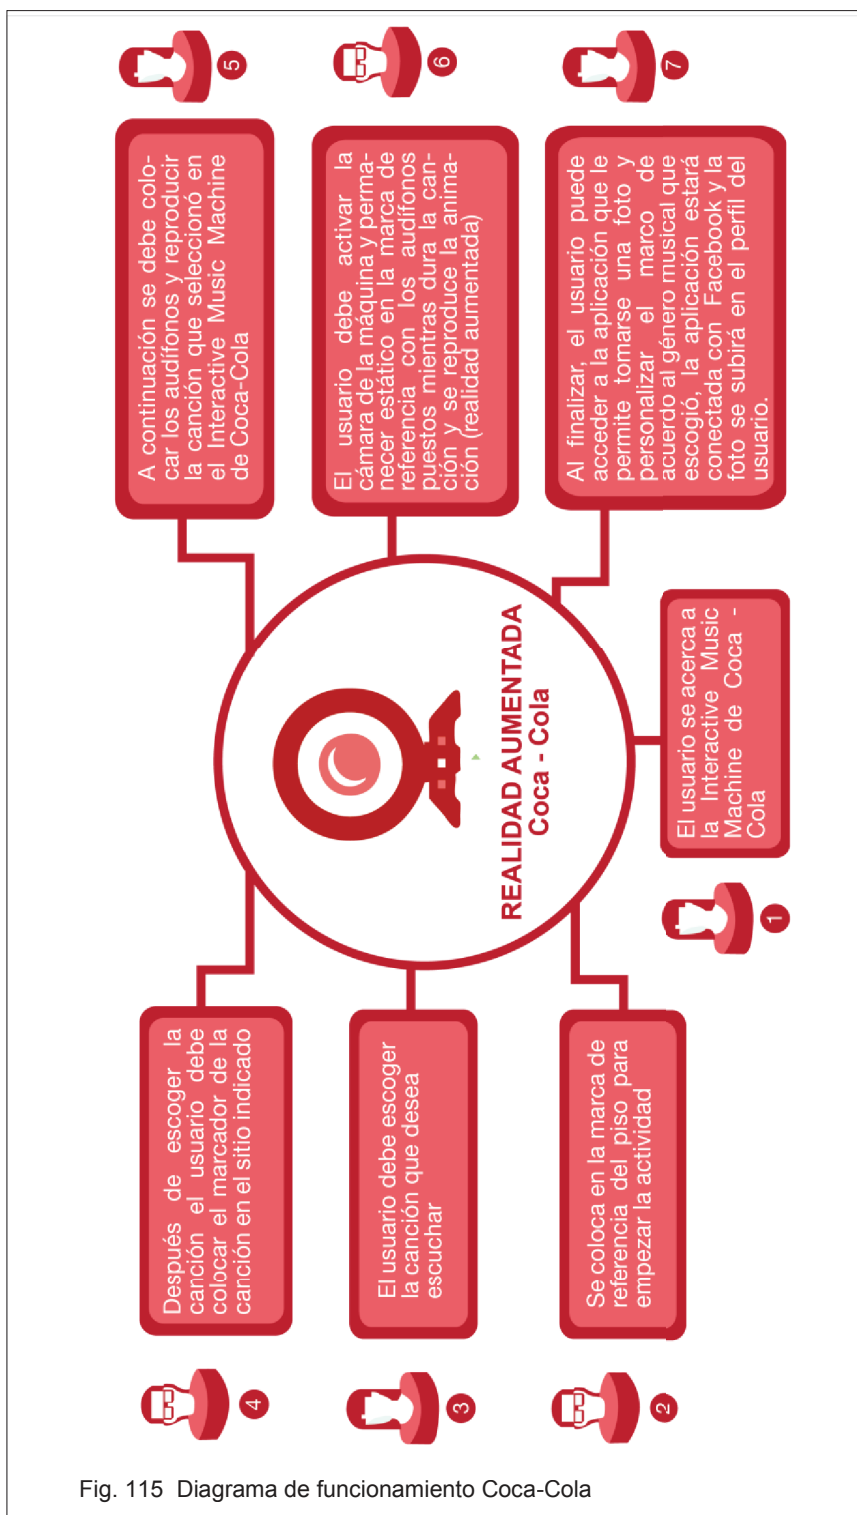 REALIDAD AUMENTADA
Coca - Cola
1
El usuario se acerca a
la Interactive Music
Machine de Coca -
Cola
2
Se coloca en la marca de
referencia del piso para
empezar la actividad
3
El usuario debe escoger
la canción que desea
escuchar
4
Después de escoger la
canción el usuario debe
colocar el marcador de la
canción en el sitio indicado
5
A continuación se debe colo-
car los audífonos y reproducir
la canción que seleccionó en
el Interactive Music Machine
de Coca-Cola
6
El usuario debe activar la
cámara de la máquina y perma-
necer estático en la marca de
referencia con los audífonos
puestos mientras dura la can-
ción y se reproduce la anima-
ción (realidad aumentada)
7
Al finalizar, el usuario puede
acceder a la aplicación que le
permite tomarse una foto y
personalizar el marco de
acuerdo al género musical que
escogió, la aplicación estará
conectada con Facebook y la
foto se subirá en el perfil del
usuario.
Fig. 115 Diagrama de funcionamiento Coca-Cola